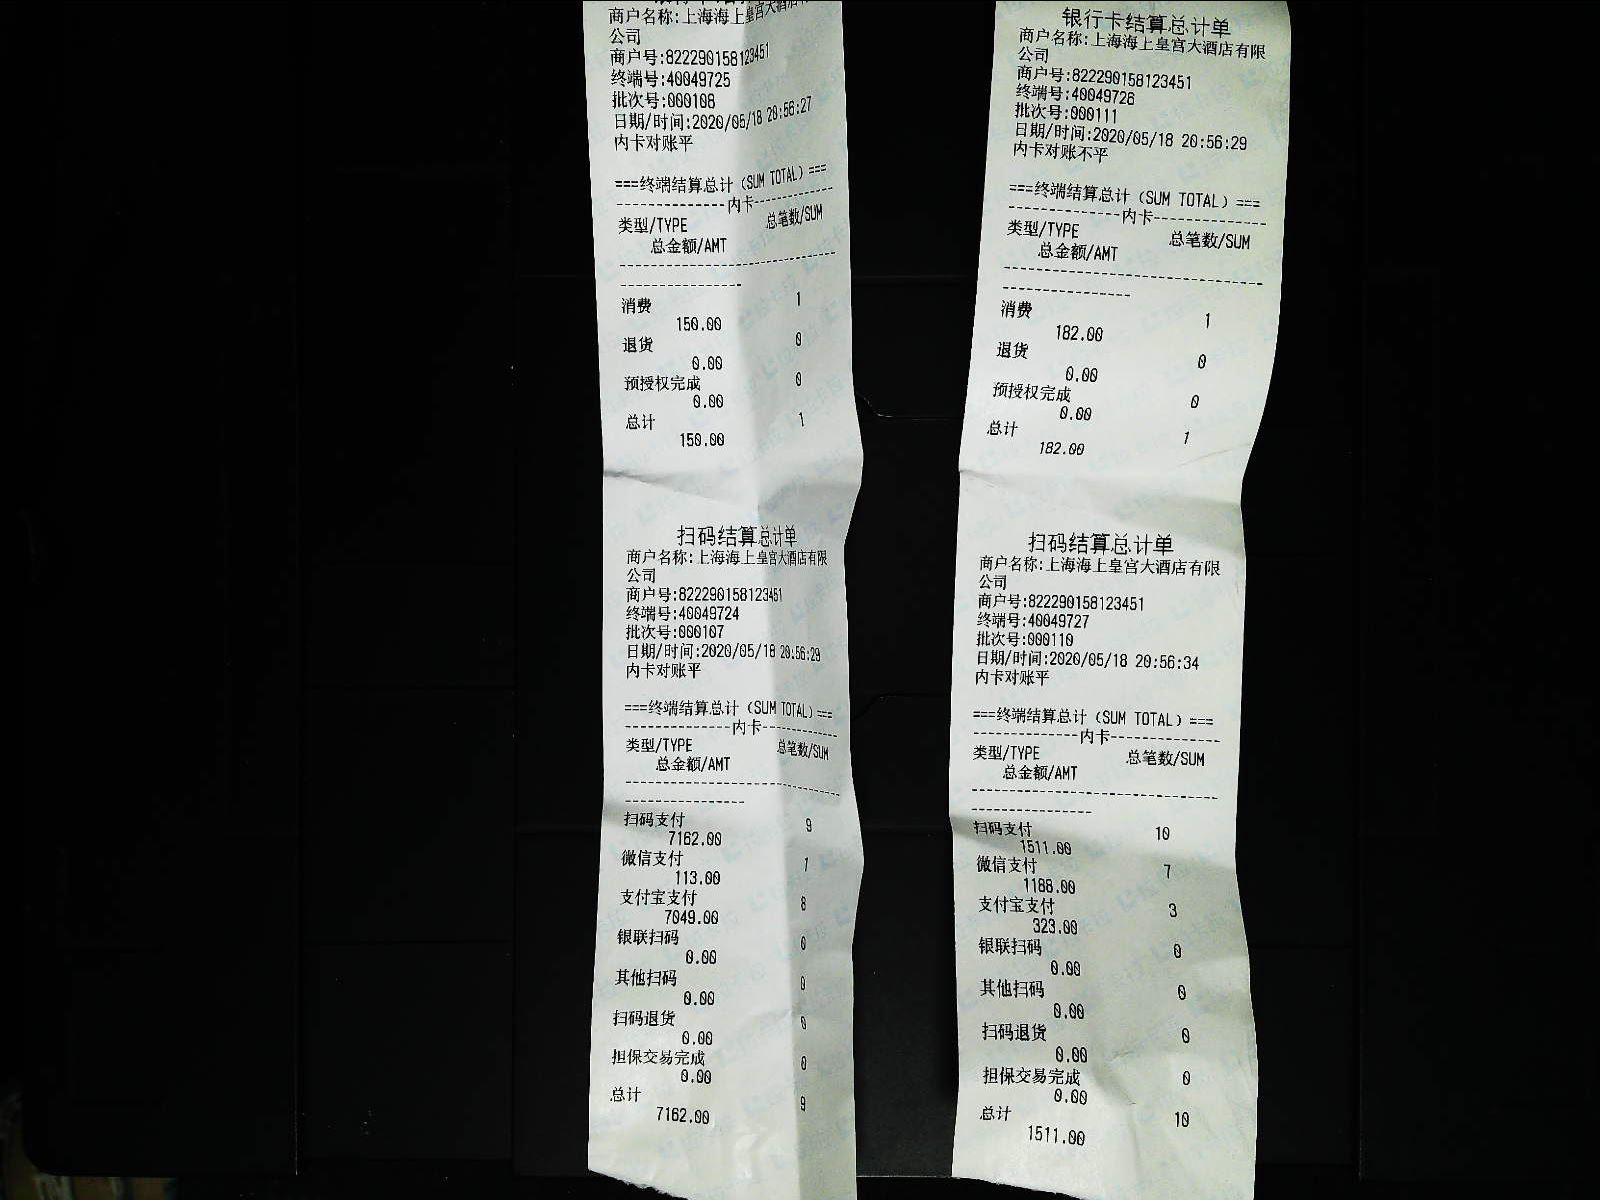 商户名称:上海海上皇宫大酒店有限
公司
商户号:822290158123451
终端号:40049725
批次号:000108
日期/时间:2020/05/18 20:56:27
内卡对账平
===终端结算总计（SUM TOTAL）===
---------------内卡---------------
类型/TYPE 总笔数/SUM
总金额/AMT
消费 1
150.00
退货 0
0.00
预授权完成 0
0.00
总计 1
150.00
扫码结算总计单
商户名称:上海海上皇宫大酒店有限
公司
商户号:822290158123451
终端号:40049724
批次号:000107
日期/时间:2020/05/18 20:56:29
内卡对账平
===终端结算总计（SUM TOTAL）===
---------------内卡---------------
类型/TYPE 总笔数/SUM
总金额/AMT
扫码支付 9
7162.00
微信支付 1
113.00
支付宝支付 8
7049.00
银联扫码 0
0.00
其他扫码 0
0.00
扫码退货 0
0.00
担保交易完成 0
0.00
总计 9
7162.00
银行卡结算总计单
商户名称:上海海上皇宫大酒店有限
公司
商户号:822290158123451
终端号:40049726
批次号:000111
日期/时间:2020/05/18 20:56:29
内卡对账不平
===终端结算总计（SUM TOTAL）===
---------------内卡---------------
类型/TYPE 总笔数/SUM
总金额/AMT
消费 1
182.00
退货 0
0.00
预授权完成 0
0.00
总计 1
182.00
扫码结算总计单
商户名称:上海海上皇宫大酒店有限
公司
商户号:822290158123451
终端号:40049727
批次号:000110
日期/时间:2020/05/18 20:56:34
内卡对账平
===终端结算总计（SUM TOTAL）===
---------------内卡---------------
类型/TYPE 总笔数/SUM
总金额/AMT
扫码支付 10
1511.00
微信支付 7
1188.00
支付宝支付 3
323.00
银联扫码 0
0.00
其他扫码 0
0.00
扫码退货 0
0.00
担保交易完成 0
0.00
总计 10
1511.00